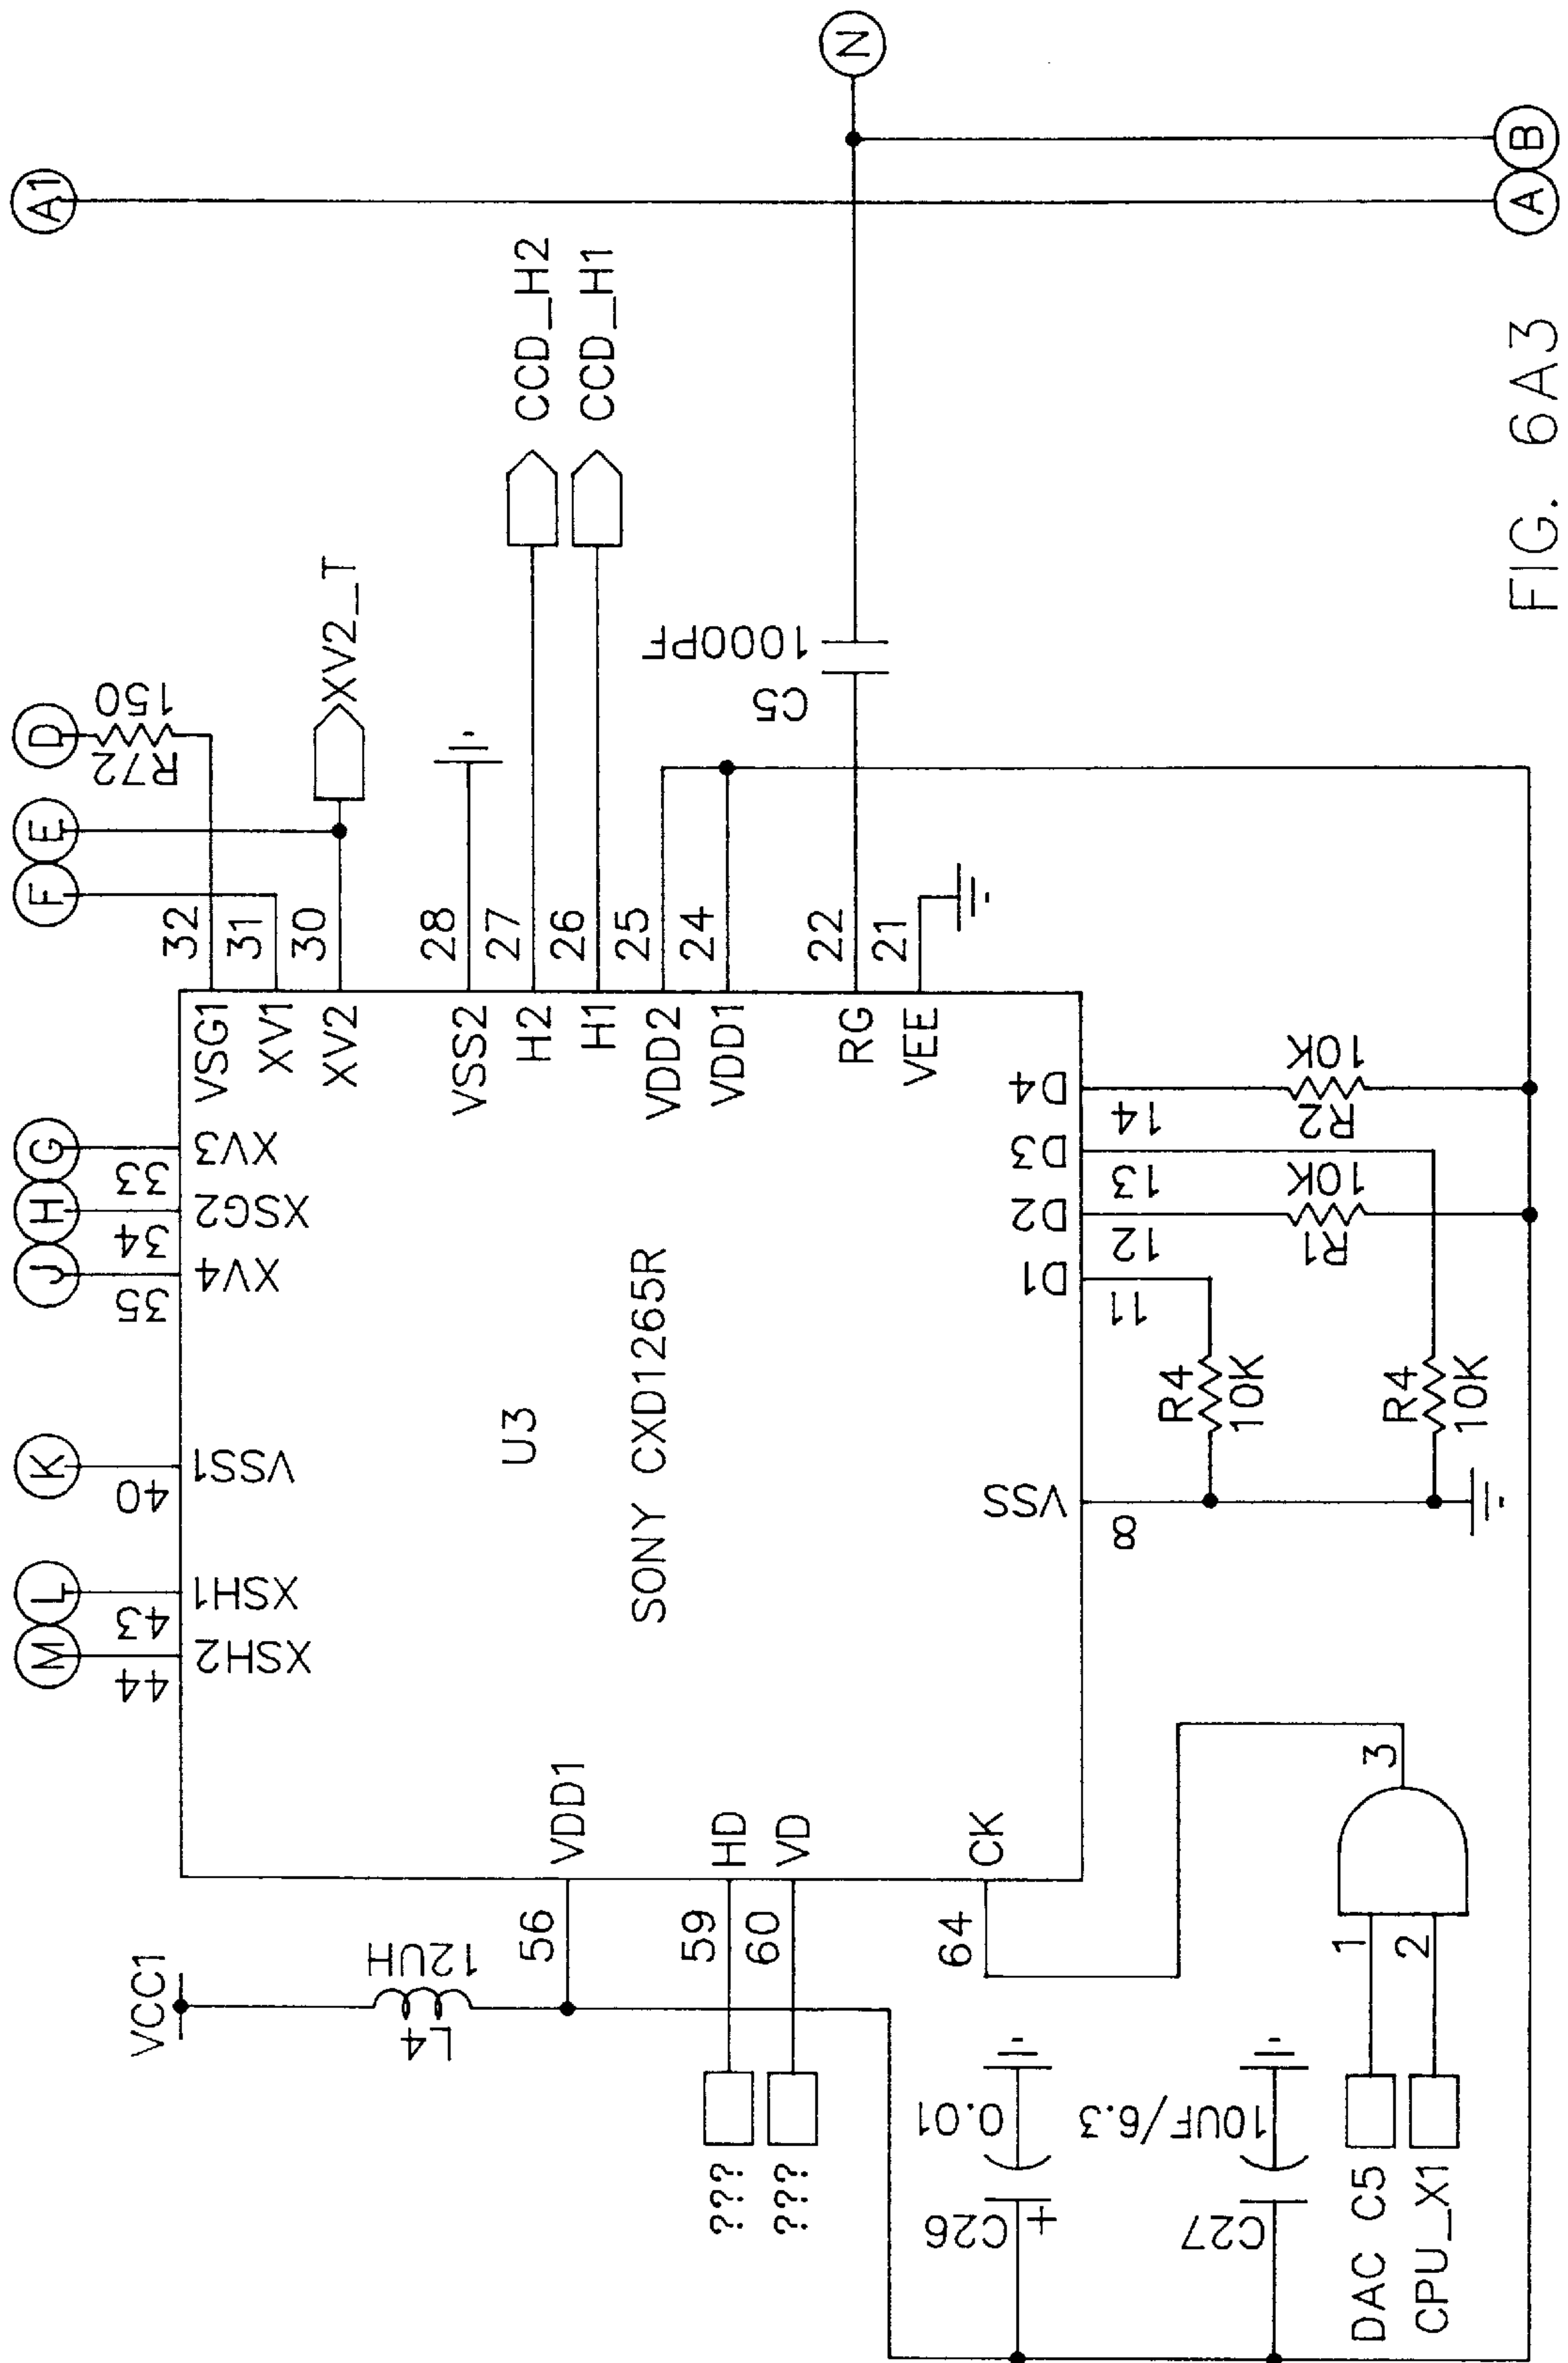 A1
N
A
B
FIG. 6A3
D
R72
150
E
F
XV2_T
CCD_H2
CCD_H1
C5
1000PF
32
31
30
28
27
26
25
24
22
21
VSG1
XV1
XV2
VSS2
H2
H1
VDD2
VDD1
RG
VEE
G
H
J
K
L
M
33
34
35
40
43
44
XV3
XSG2
XV4
VSS1
XSH1
XSH2
U3
SONY CXD1265R
D4
D3
D2
D1
VSS
14
13
12
11
8
R2
10K
R1
10K
R4
10K
R4
10K
VDD1
HD
VD
CK
56
59
60
64
VCC1
L4
12UH
???
???
C26
+
0.01
C27
10UF/6.3
DAC C5
CPU_X1
1
2
3